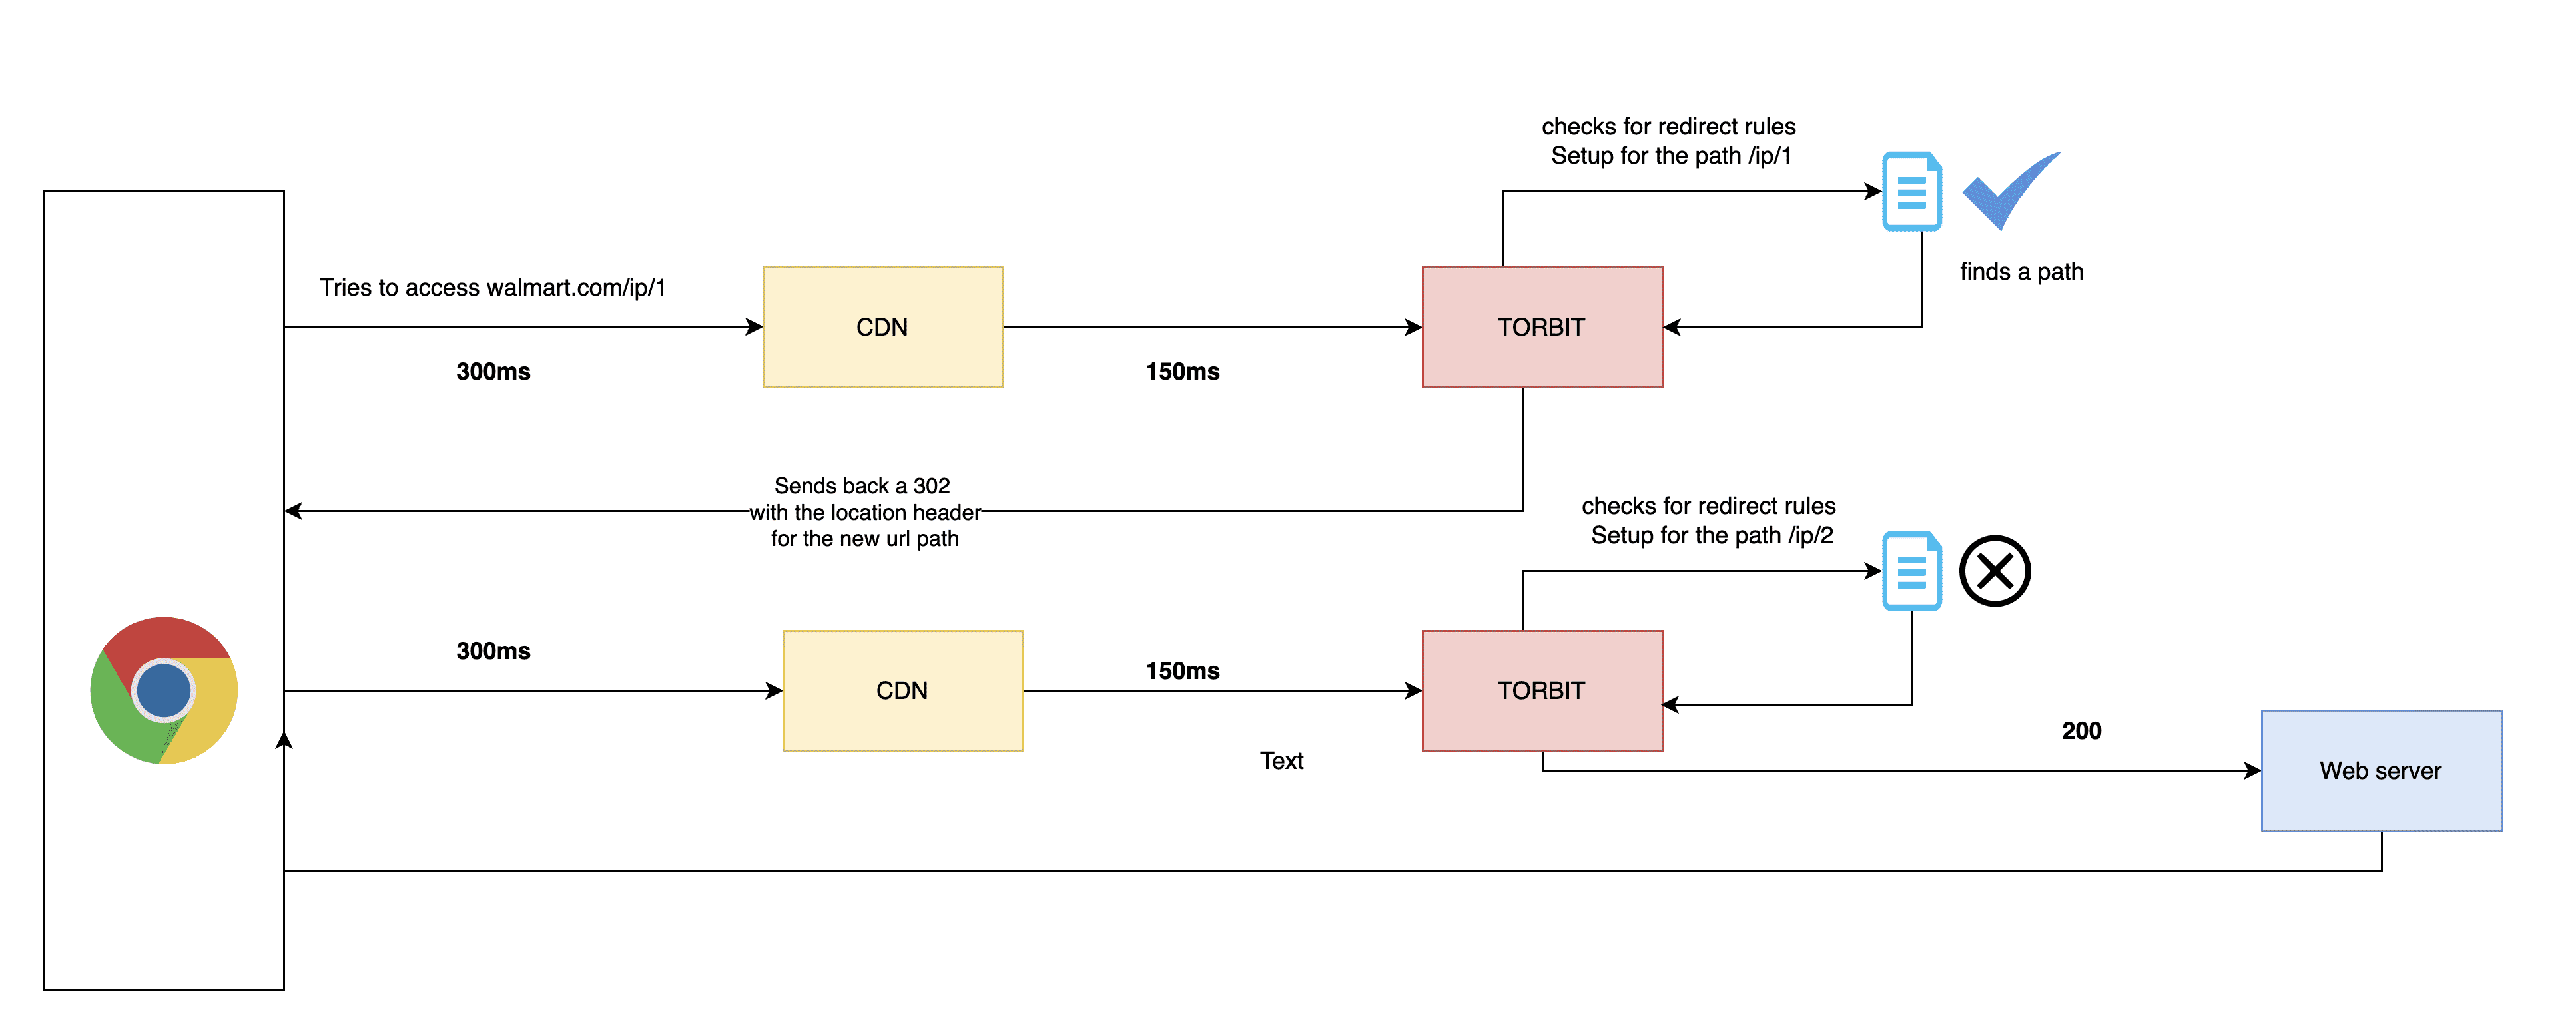 checks for redirect rules
Setup for the path /ip/1
finds a path
Tries to access walmart.com/ip/1
CDN
TORBIT
300ms
150ms
Sends back a 302
with the location header
for the new url path
checks for redirect rules
Setup for the path /ip/2
300ms
150ms
CDN
TORBIT
200
Text
Web server